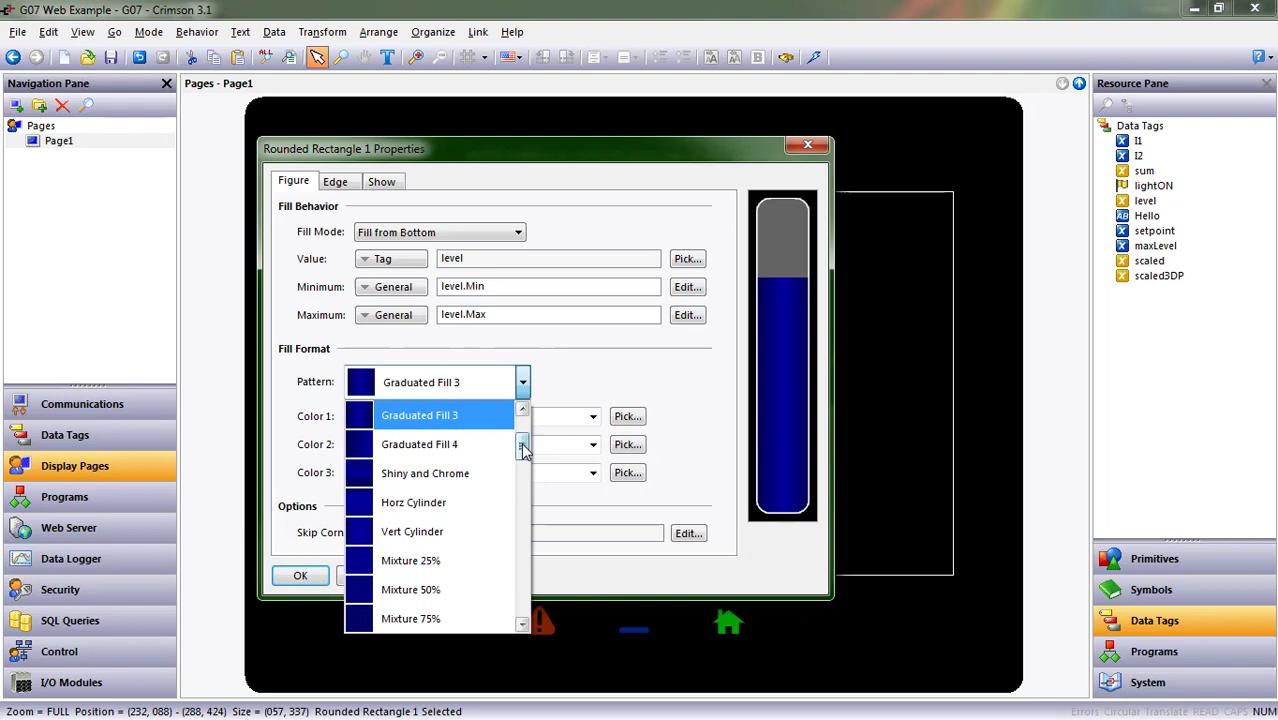 G07 Web Example - G07 - Crimson 3.1
File Edit View Go Mode Behavior Text Data Transform Arrange Organize Link Help
Navigation Pane
Pages - Page1
Resource Pane
Pages
Page1
Data Tags
I1
I2
sum
lightON
level
Hello
setpoint
maxLevel
scaled
scaled3DP
Rounded Rectangle 1 Properties
Figure Edge Show
Fill Behavior
Fill Mode: Fill from Bottom
Value: Tag level Pick...
Minimum: General level.Min Edit...
Maximum: General level.Max Edit...
Fill Format
Pattern: Graduated Fill 3
Color 1: Pick...
Color 2: Pick...
Color 3: Pick...
Options
Skip Corn Edit...
OK
Graduated Fill 3
Graduated Fill 4
Shiny and Chrome
Horz Cylinder
Vert Cylinder
Mixture 25%
Mixture 50%
Mixture 75%
Communications
Data Tags
Display Pages
Programs
Web Server
Data Logger
Security
SQL Queries
Control
I/O Modules
Primitives
Symbols
Data Tags
Programs
System
Zoom = FULL Position = (232, 088) - (288, 424) Size = (057, 337) Rounded Rectangle 1 Selected
Errors Circular Translate READ CAPS NUM